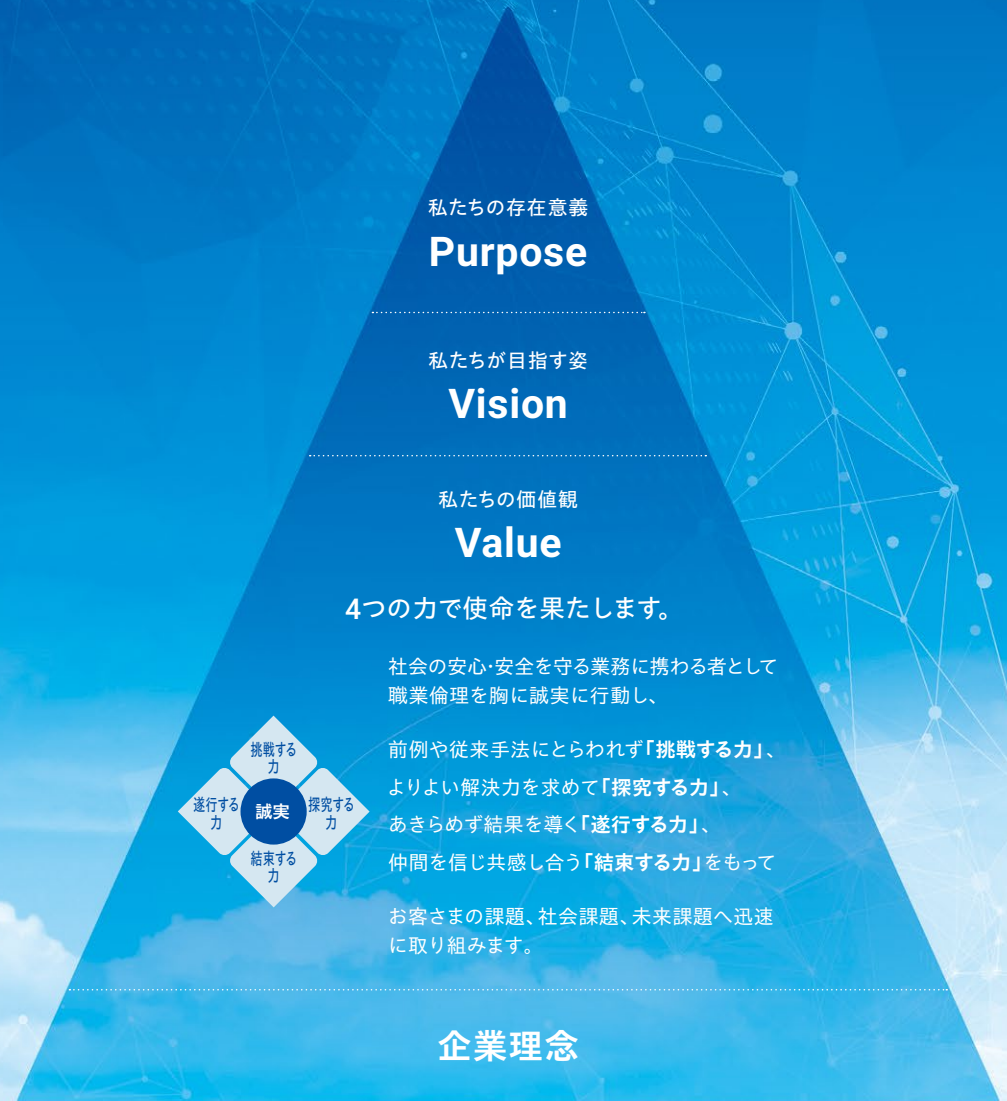 私たちの存在意義
Purpose
私たちが目指す姿
Vision
私たちの価値観
Value
4つの力で使命を果たします。
社会の安心・安全を守る業務に携わる者として
職業倫理を胸に誠実に行動し、
前例や従来手法にとらわれず「挑戦する力」、
よりよい解決力を求めて「探究する力」、
あきらめず結果を導く「遂行する力」、
仲間を信じ共感し合う「結束する力」をもって
お客さまの課題、社会課題、未来課題へ迅速
に取り組みます。
挑戦する
力
遂行する
力
誠実
探究する
力
結束する
力
企業理念